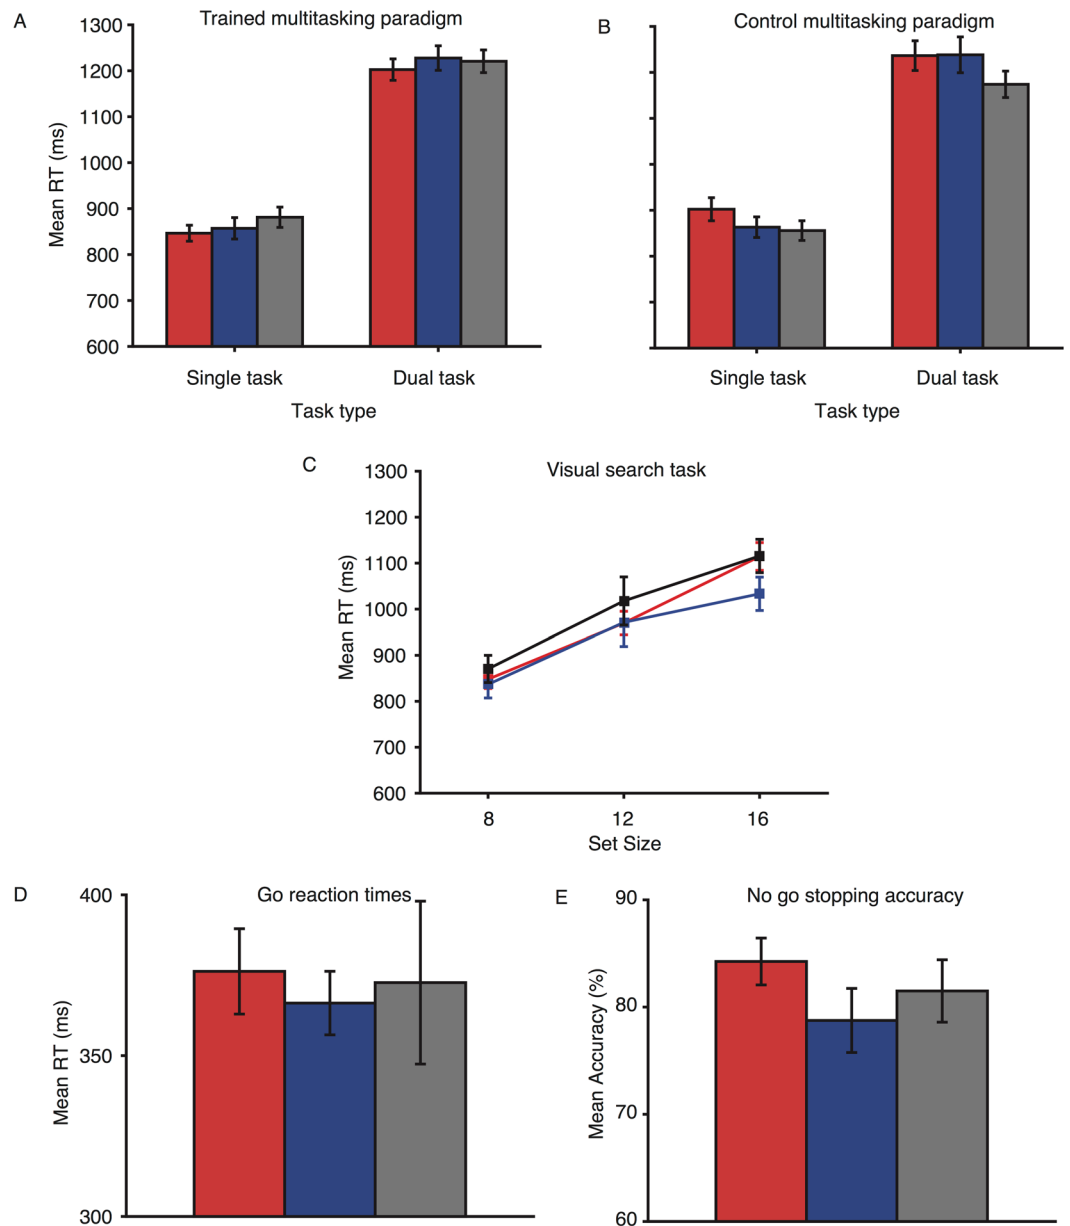 A
Trained multitasking paradigm
1300
1200
1100
1000
900
800
700
600
Mean RT (ms)
Single task
Dual task
Task type
B
Control multitasking paradigm
Single task
Dual task
Task type
C
Visual search task
1300
1200
1100
1000
900
800
700
600
Mean RT (ms)
8
12
16
Set Size
D
Go reaction times
400
350
300
Mean RT (ms)
E
No go stopping accuracy
90
80
70
60
Mean Accuracy (%)